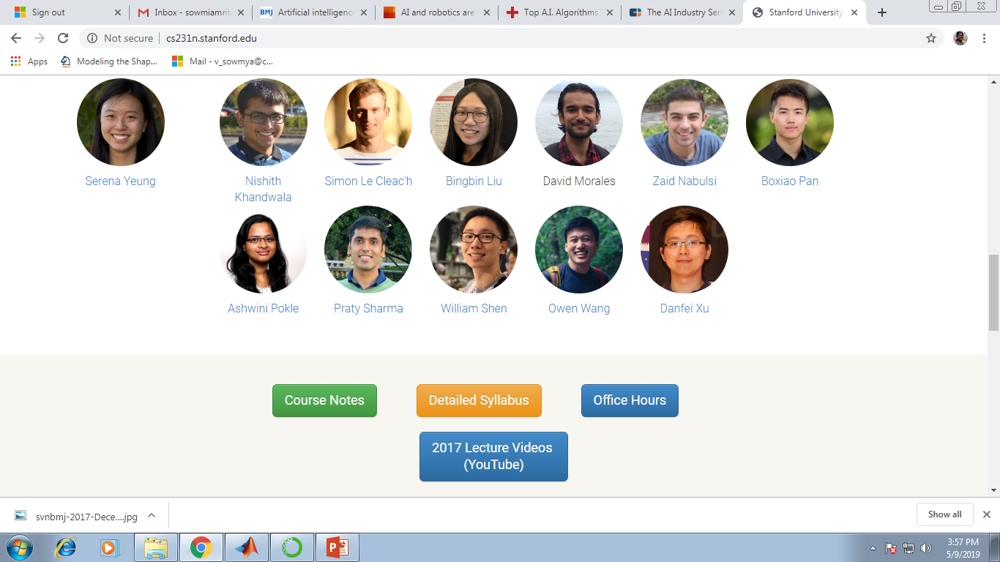 Sign out
Inbox - sowmiamrit
BMJ Artificial intelligence
AI and robotics are
Top A.I. Algorithms
The AI Industry Seri
Stanford University
Not secure | cs231n.stanford.edu
Apps
Modeling the Shap...
Mail - v_sowmya@c...
Serena Yeung
Nishith
Khandwala
Simon Le Cleac'h
Bingbin Liu
David Morales
Zaid Nabulsi
Boxiao Pan
Ashwini Pokle
Praty Sharma
William Shen
Owen Wang
Danfei Xu
Course Notes
Detailed Syllabus
Office Hours
2017 Lecture Videos
(YouTube)
svnbmj-2017-Dece....jpg
Show all
3:57 PM
5/9/2019